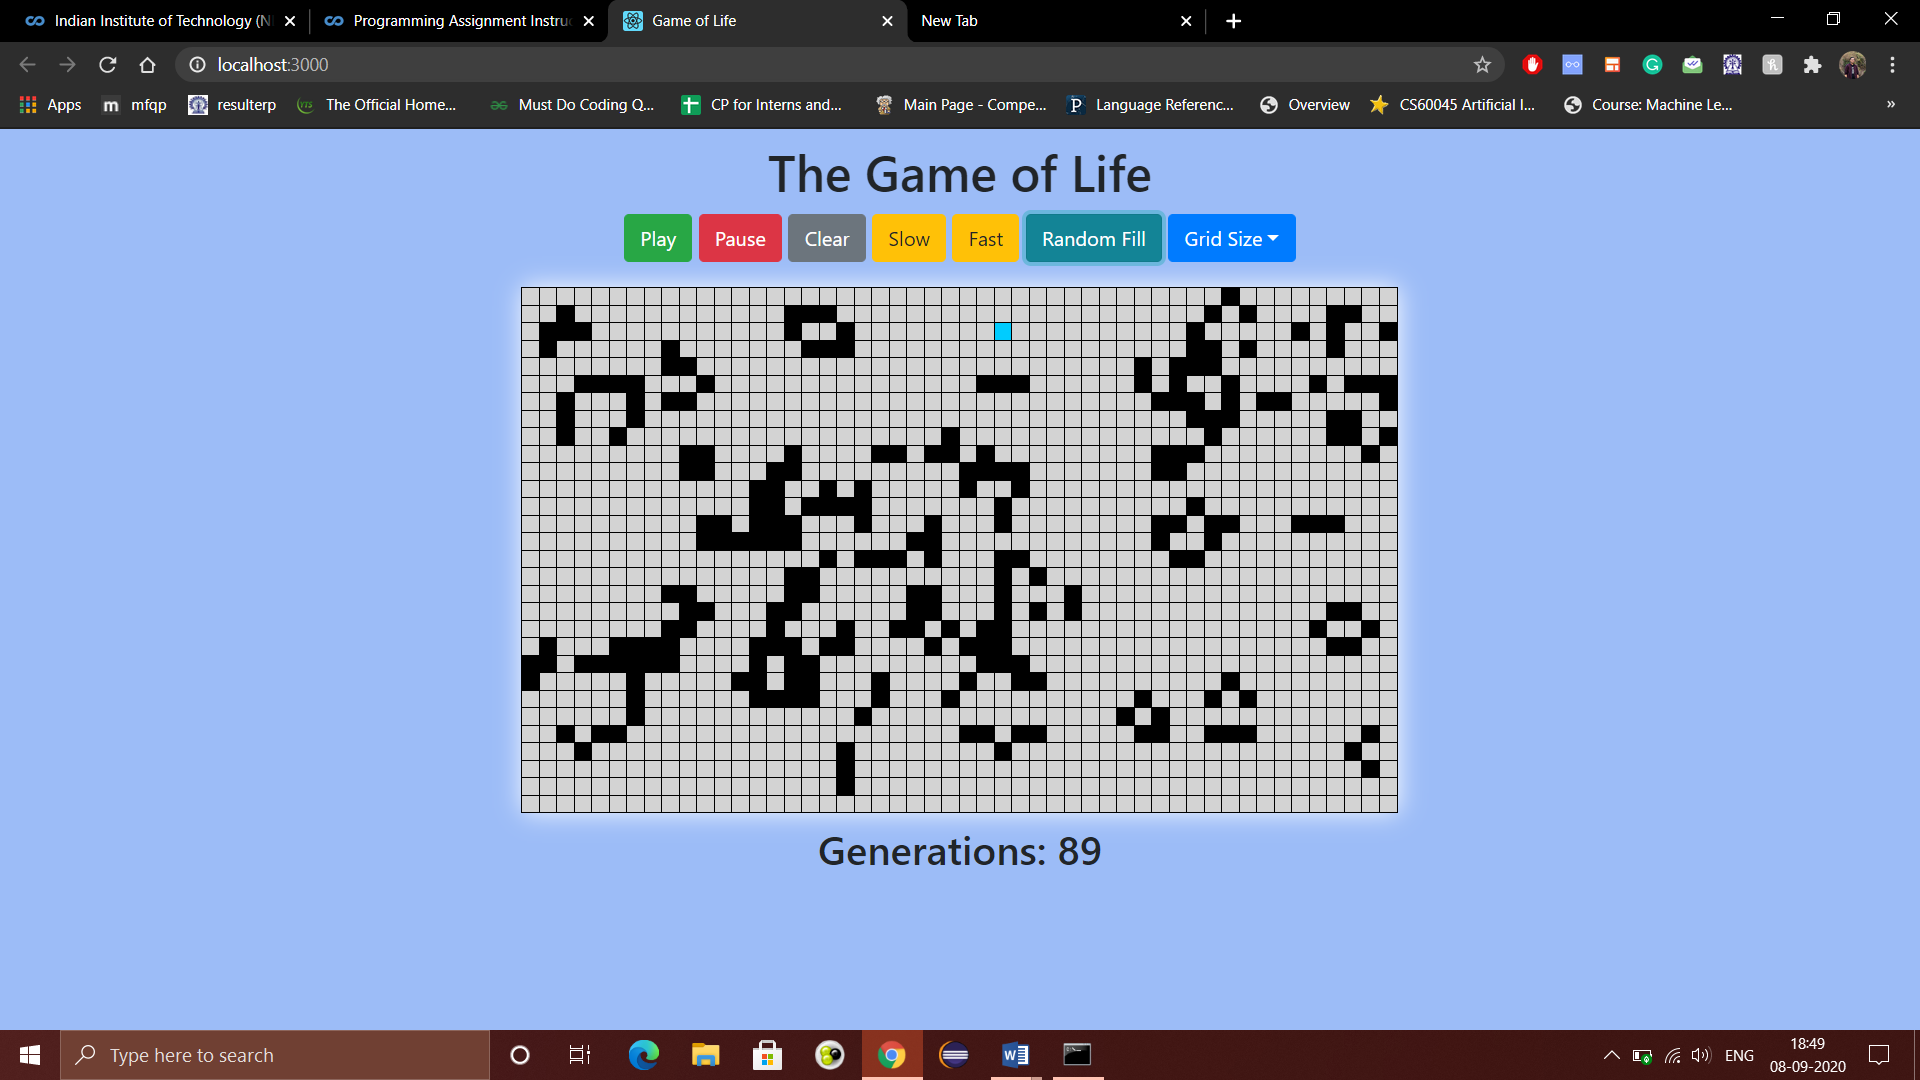 Indian Institute of Technology (N
Programming Assignment Instruc
Game of Life
New Tab
localhost:3000
Apps
mfqp
resulterp
The Official Home...
Must Do Coding Q...
CP for Interns and...
Main Page - Compe...
Language Referenc...
Overview
CS60045 Artificial I...
Course: Machine Le...
»
The Game of Life
Play
Pause
Clear
Slow
Fast
Random Fill
Grid Size
Generations: 89
Type here to search
ENG
18:49
08-09-2020